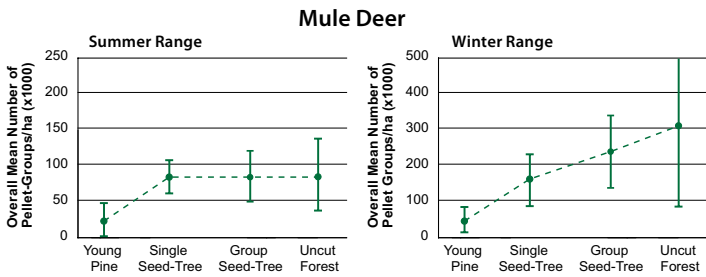 Mule Deer
Summer Range
Overall Mean Number of
Pellet-Groups/ha (x1000)
250
200
150
100
50
0
Young
Pine
Single
Seed-Tree
Group
Seed-Tree
Uncut
Forest
Winter Range
Overall Mean Number of
Pellet Groups/ha (x1000)
500
400
300
200
100
0
Young
Pine
Single
Seed-Tree
Group
Seed-Tree
Uncut
Forest